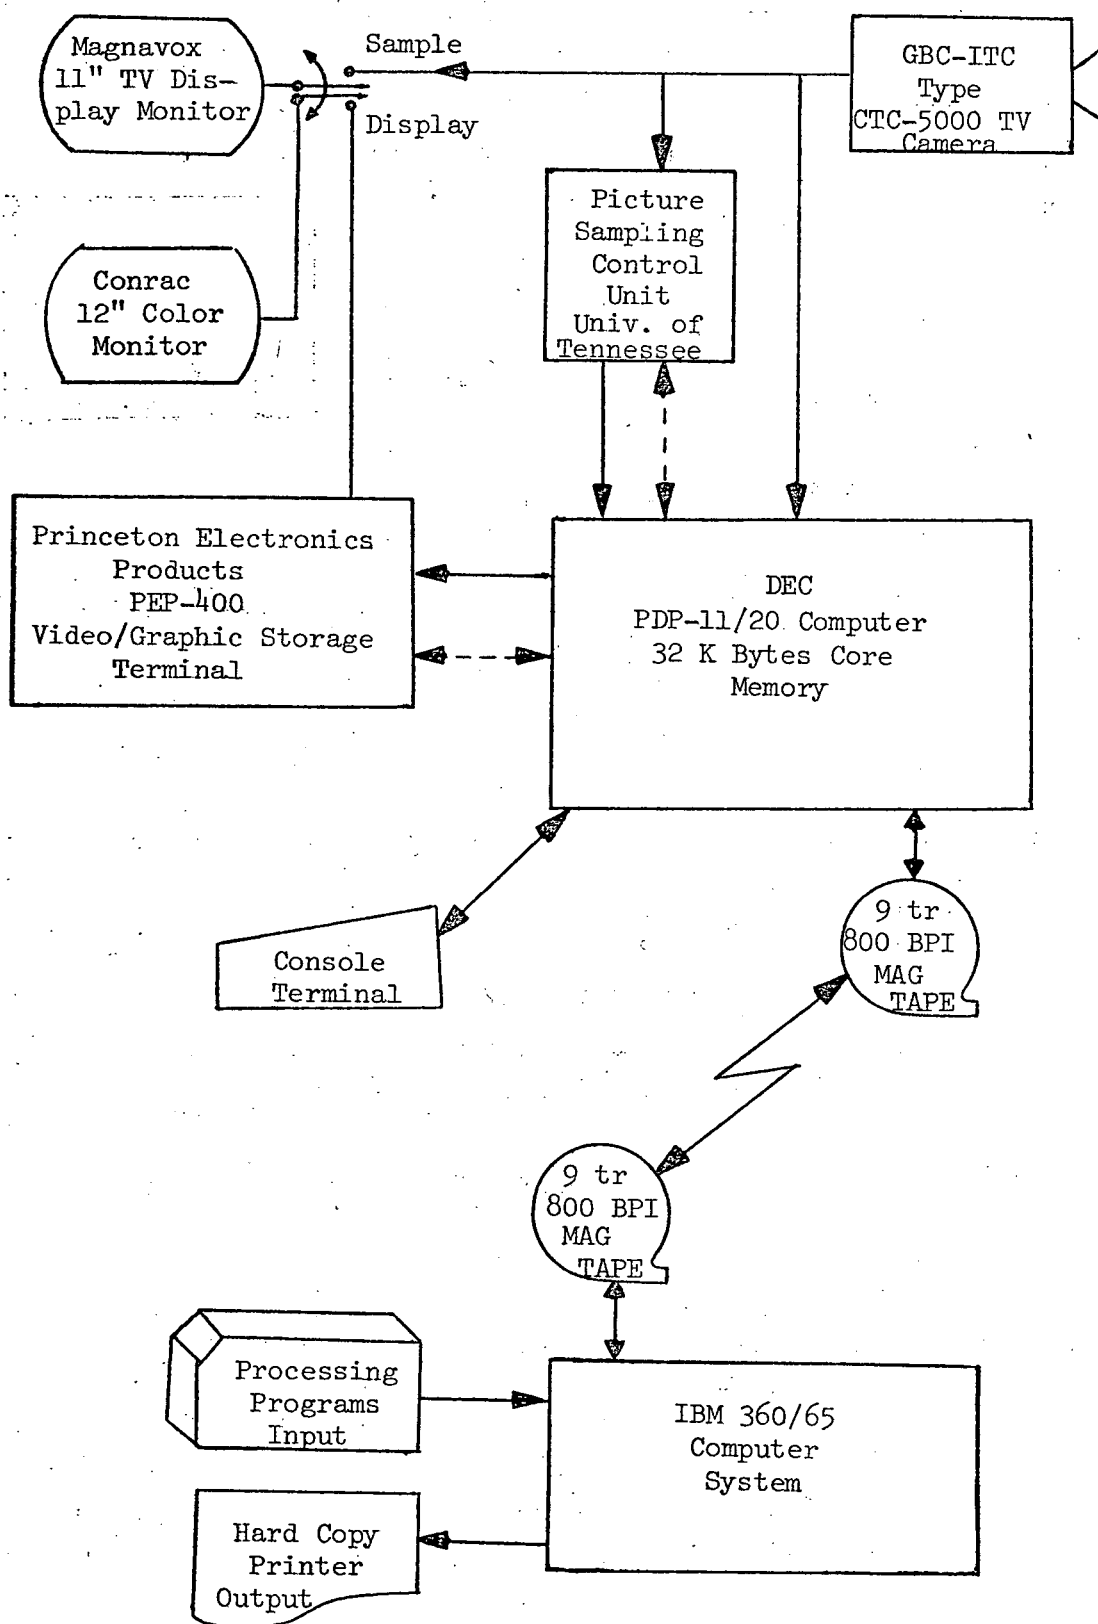 Magnavox
11" TV Dis-
play Monitor
Sample
Display
GBC-ITC
Type
CTC-5000 TV
Camera
Picture
Sampling
Control
Unit
Univ. of
Tennessee
Conrac
12" Color
Monitor
Princeton Electronics
Products
PEP-400
Video/Graphic Storage
Terminal
DEC
PDP-11/20 Computer
32 K Bytes Core
Memory
Console
Terminal
9 tr
800 BPI
MAG
TAPE
9 tr
800 BPI
MAG
TAPE
Processing
Programs
Input
IBM 360/65
Computer
System
Hard Copy
Printer
Output